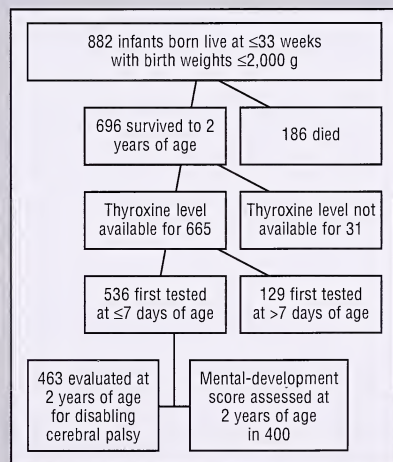 882 infants born live at ≤33 weeks
with birth weights ≤2,000 g
696 survived to 2
years of age
186 died
Thyroxine level
available for 665
Thyroxine level not
available for 31
536 first tested
at ≤7 days of age
129 first tested
at >7 days of age
463 evaluated at
2 years of age
for disabling
cerebral palsy
Mental-development
score assessed at
2 years of age
in 400